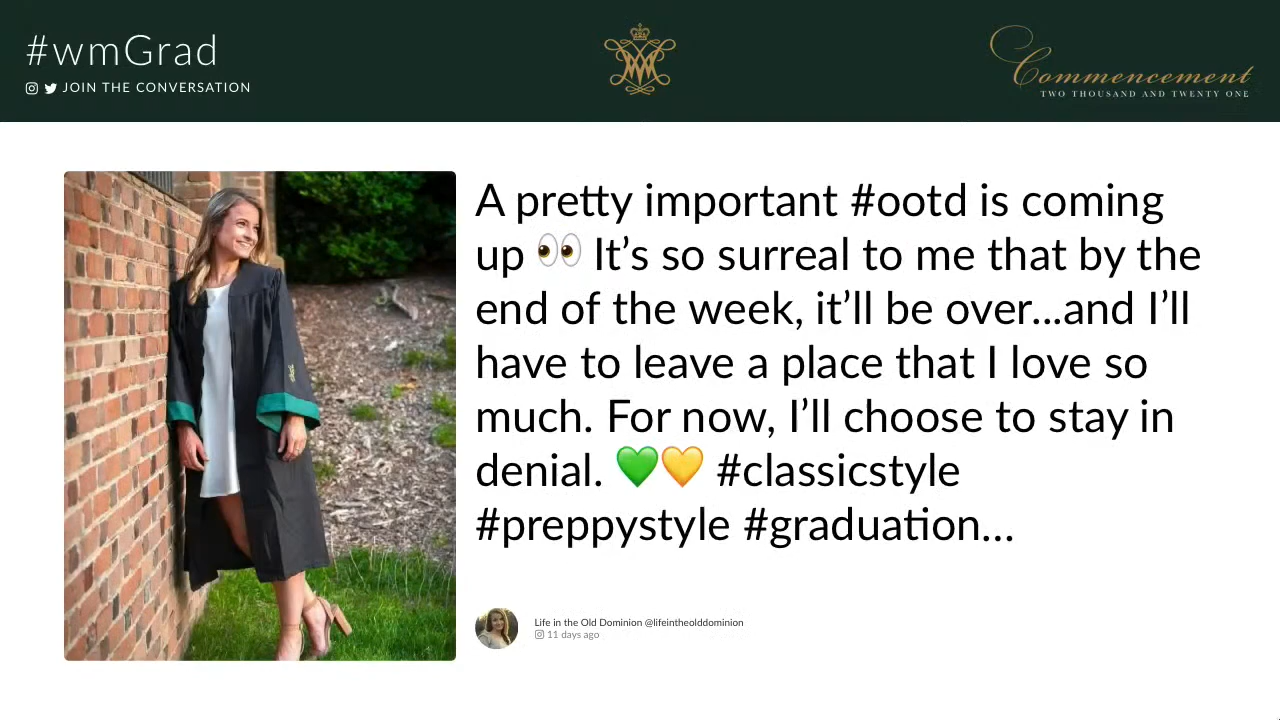 #wmGrad
JOIN THE CONVERSATION
Commencement
TWO THOUSAND AND TWENTY ONE
A pretty important #ootd is coming
up 👀 It’s so surreal to me that by the
end of the week, it’ll be over...and I’ll
have to leave a place that I love so
much. For now, I’ll choose to stay in
denial. 💚💛 #classicstyle
#preppystyle #graduation...
Life in the Old Dominion @lifeintheolddominion
11 days ago